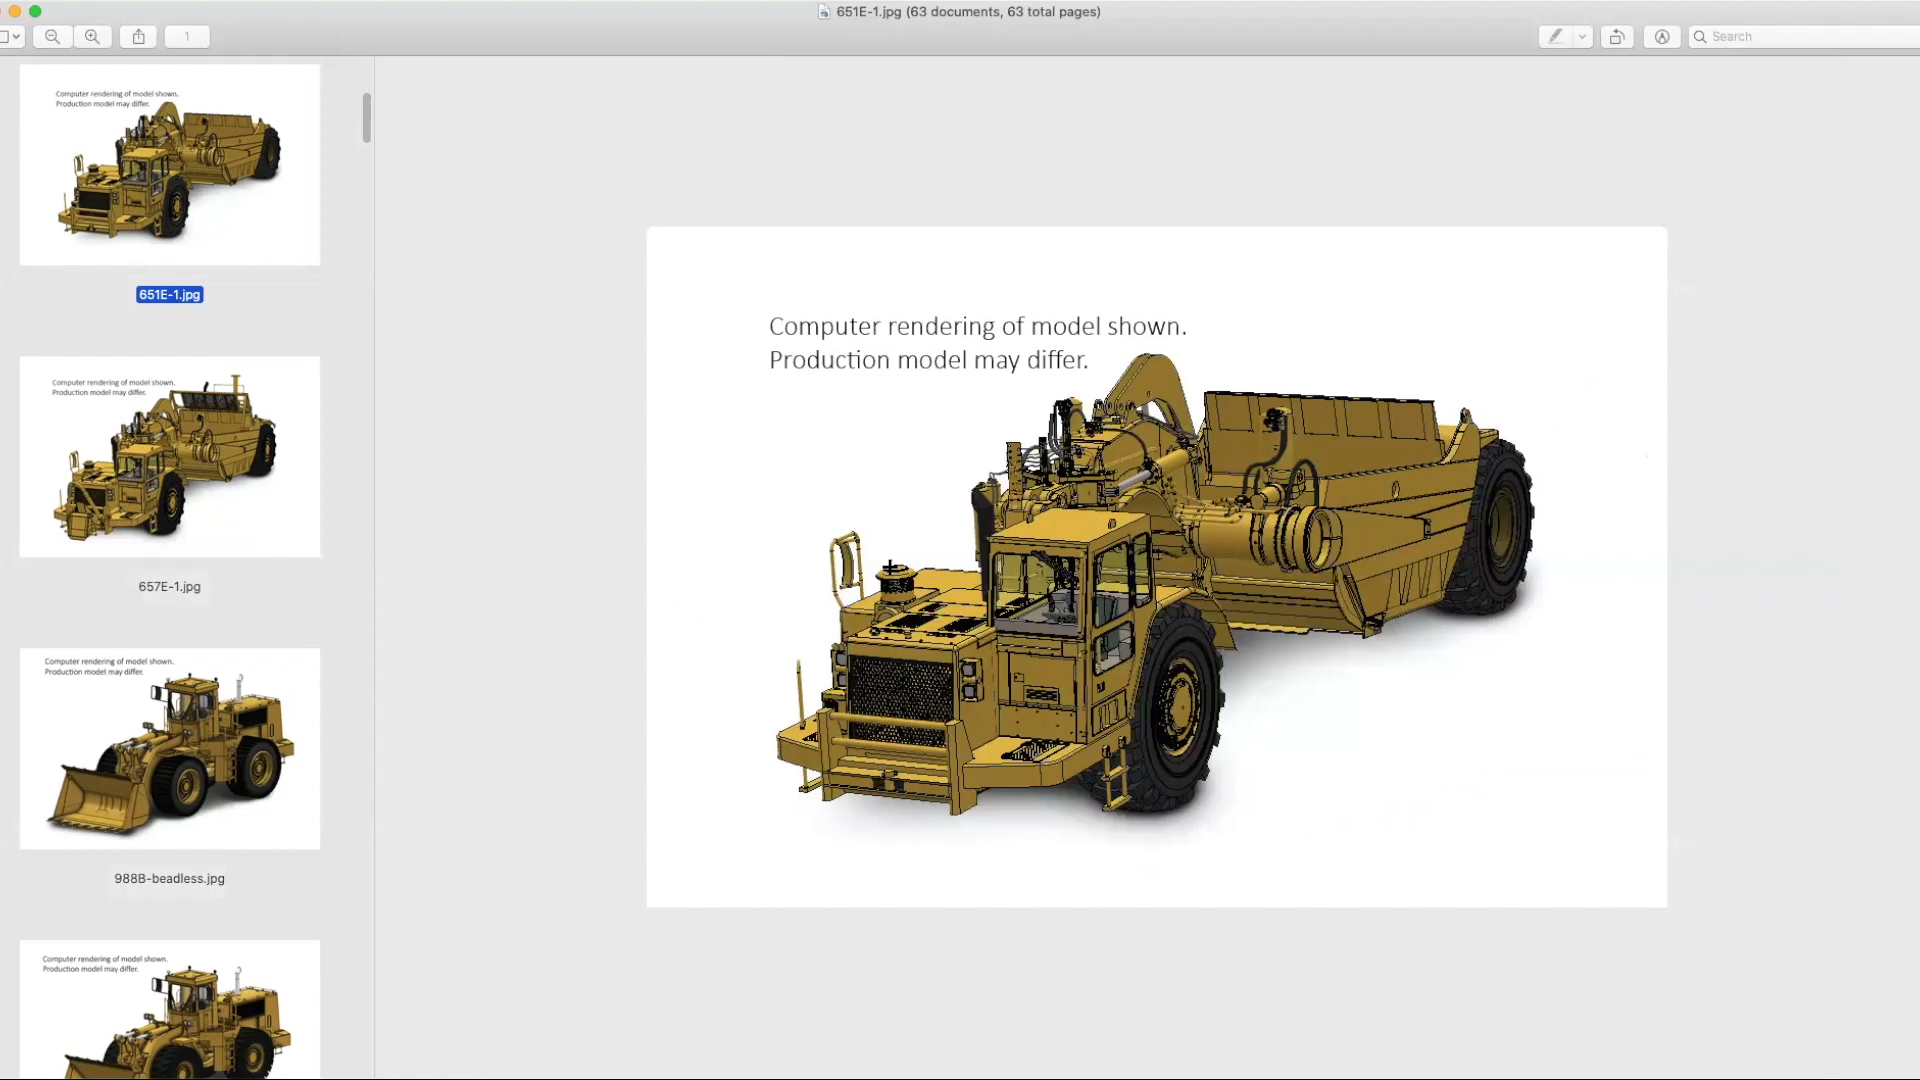 651E-1.jpg (63 documents, 63 total pages)
1
Search
Computer rendering of model shown.
Production model may differ.
651E-1.jpg
Computer rendering of model shown.
Production model may differ.
657E-1.jpg
Computer rendering of model shown.
Production model may differ.
988B-beadless.jpg
Computer rendering of model shown.
Production model may differ.
Computer rendering of model shown.
Production model may differ.